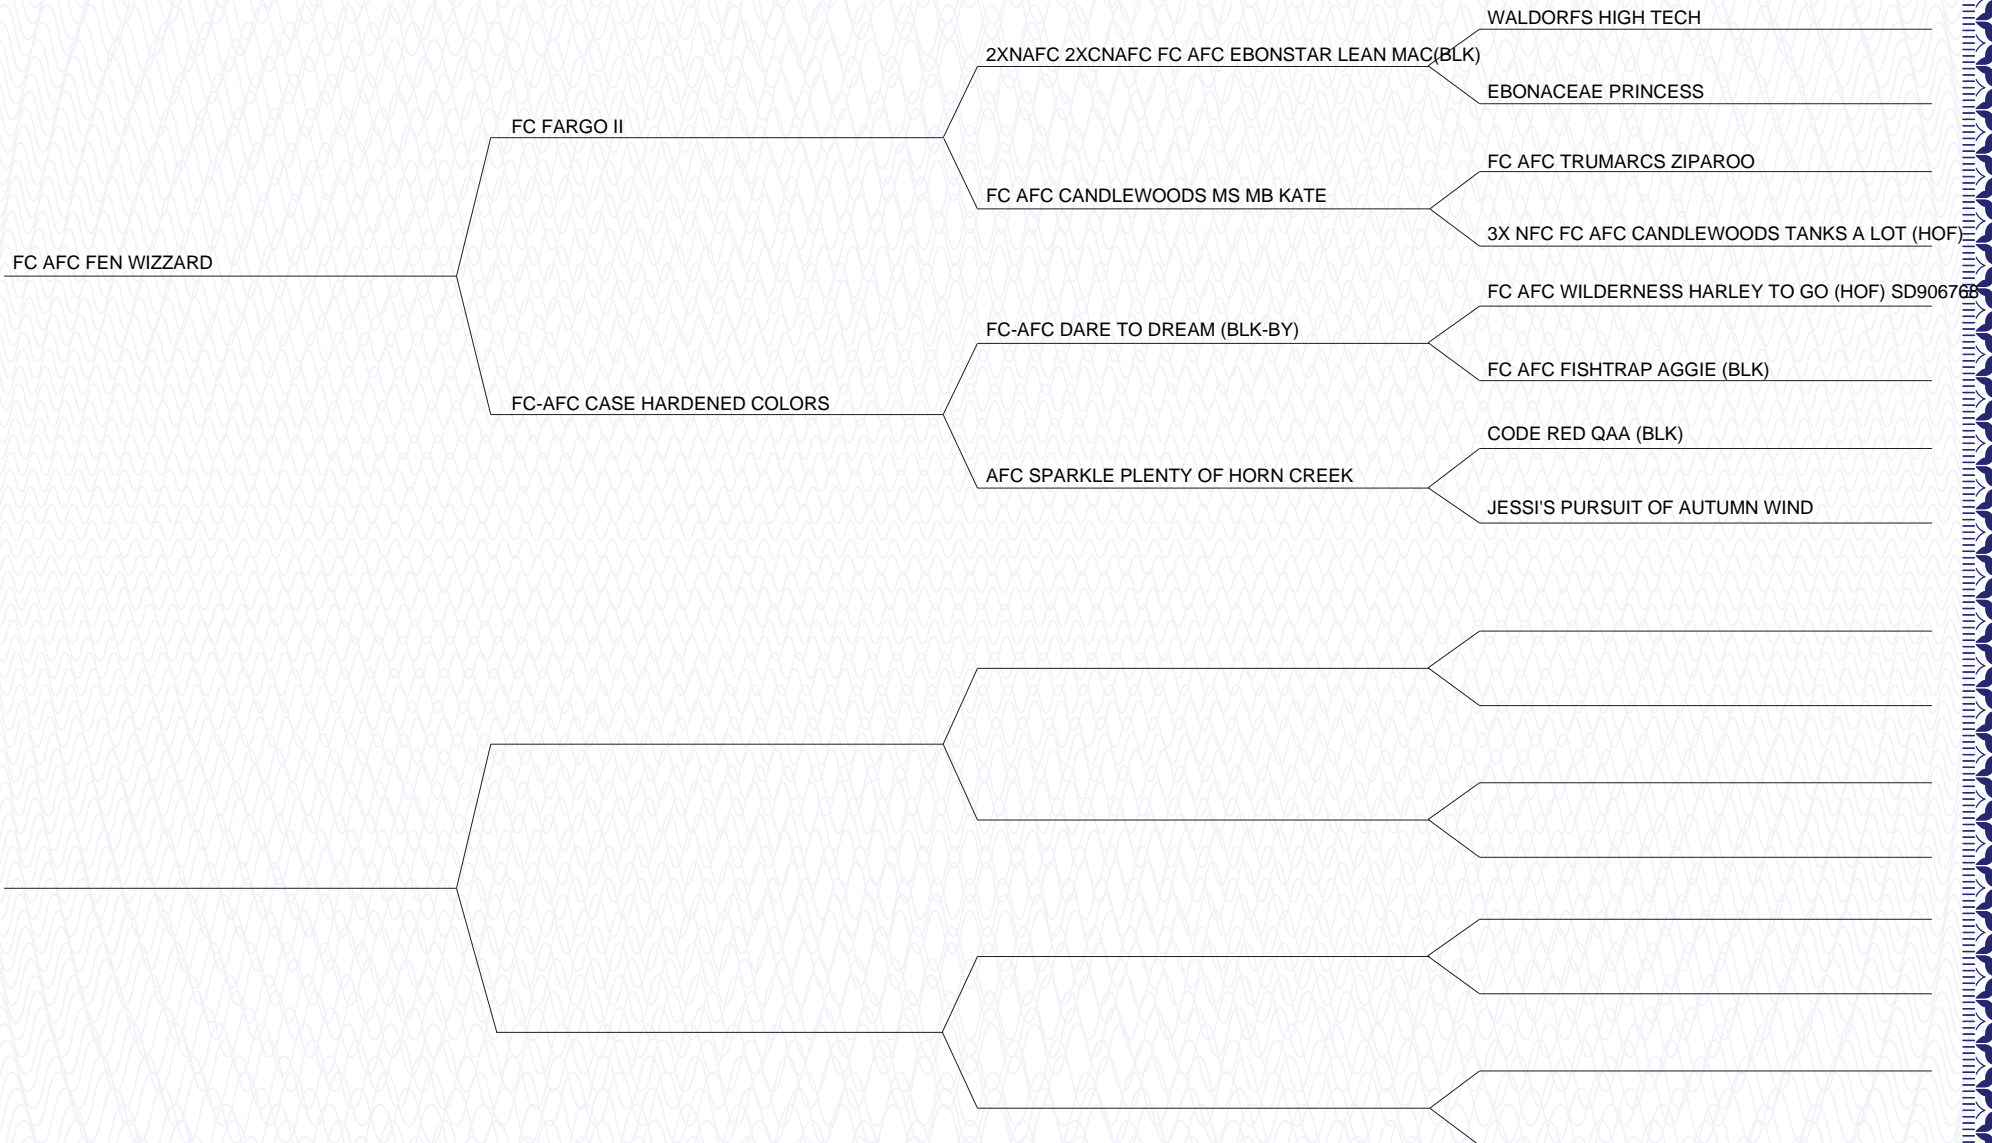 WALDORFS HIGH TECH
2XNAFC 2XCNAFC FC AFC EBONSTAR LEAN MAC(BLK)
EBONACEAE PRINCESS
FC FARGO II
FC AFC TRUMARCS ZIPAROO
FC AFC CANDLEWOODS MS MB KATE
3X NFC FC AFC CANDLEWOODS TANKS A LOT (HOF)
FC AFC FEN WIZZARD
FC AFC WILDERNESS HARLEY TO GO (HOF) SD906768
FC-AFC DARE TO DREAM (BLK-BY)
FC AFC FISHTRAP AGGIE (BLK)
FC-AFC CASE HARDENED COLORS
CODE RED QAA (BLK)
AFC SPARKLE PLENTY OF HORN CREEK
JESSI'S PURSUIT OF AUTUMN WIND